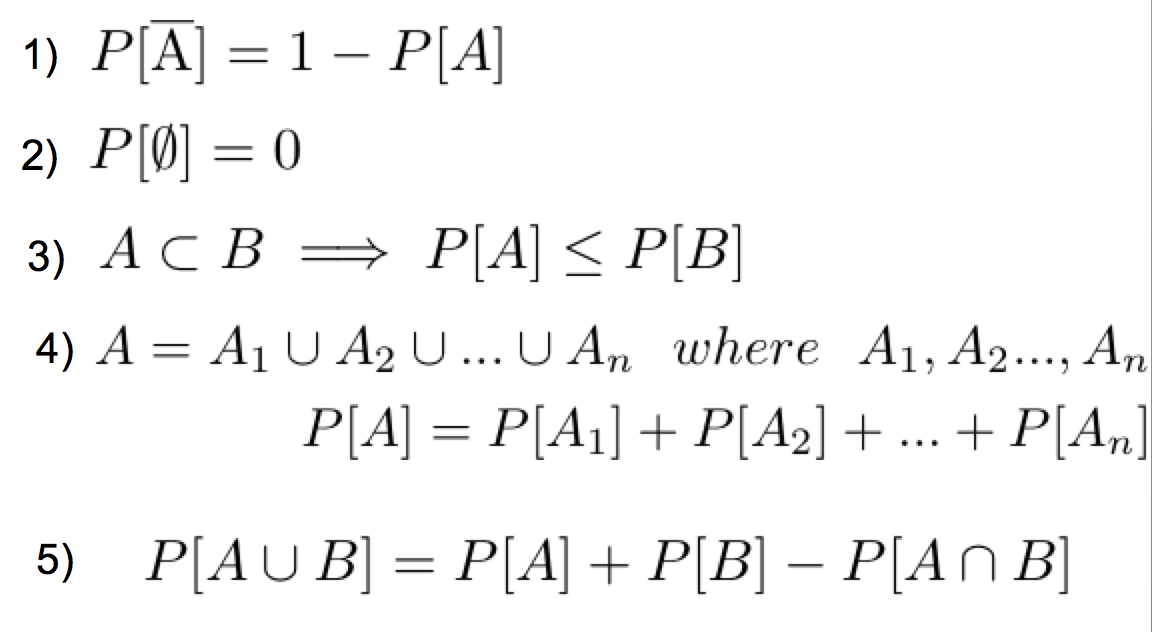 1) P[A̅] = 1 − P[A]
2) P[∅] = 0
3) A ⊂ B ⟹ P[A] ≤ P[B]
4) A = A₁ ∪ A₂ ∪ ... ∪ Aₙ where A₁, A₂..., Aₙ
P[A] = P[A₁] + P[A₂] + ... + P[Aₙ]
5) P[A ∪ B] = P[A] + P[B] − P[A ∩ B]